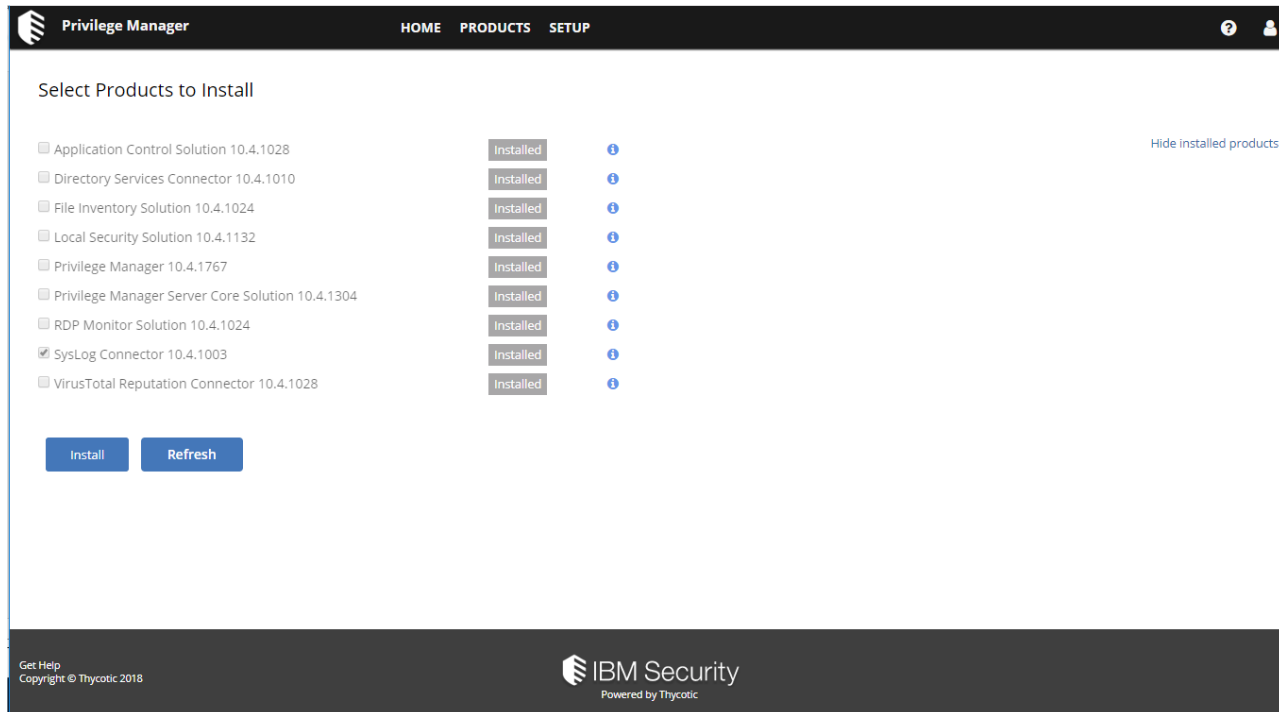 Privilege Manager HOME PRODUCTS SETUP
Select Products to Install
Application Control Solution 10.4.1028 Installed
Hide installed products
Directory Services Connector 10.4.1010 Installed
File Inventory Solution 10.4.1024 Installed
Local Security Solution 10.4.1132 Installed
Privilege Manager 10.4.1767 Installed
Privilege Manager Server Core Solution 10.4.1304 Installed
RDP Monitor Solution 10.4.1024 Installed
SysLog Connector 10.4.1003 Installed
VirusTotal Reputation Connector 10.4.1028 Installed
Install Refresh
Get Help
Copyright © Thycotic 2018
IBM Security
Powered by Thycotic